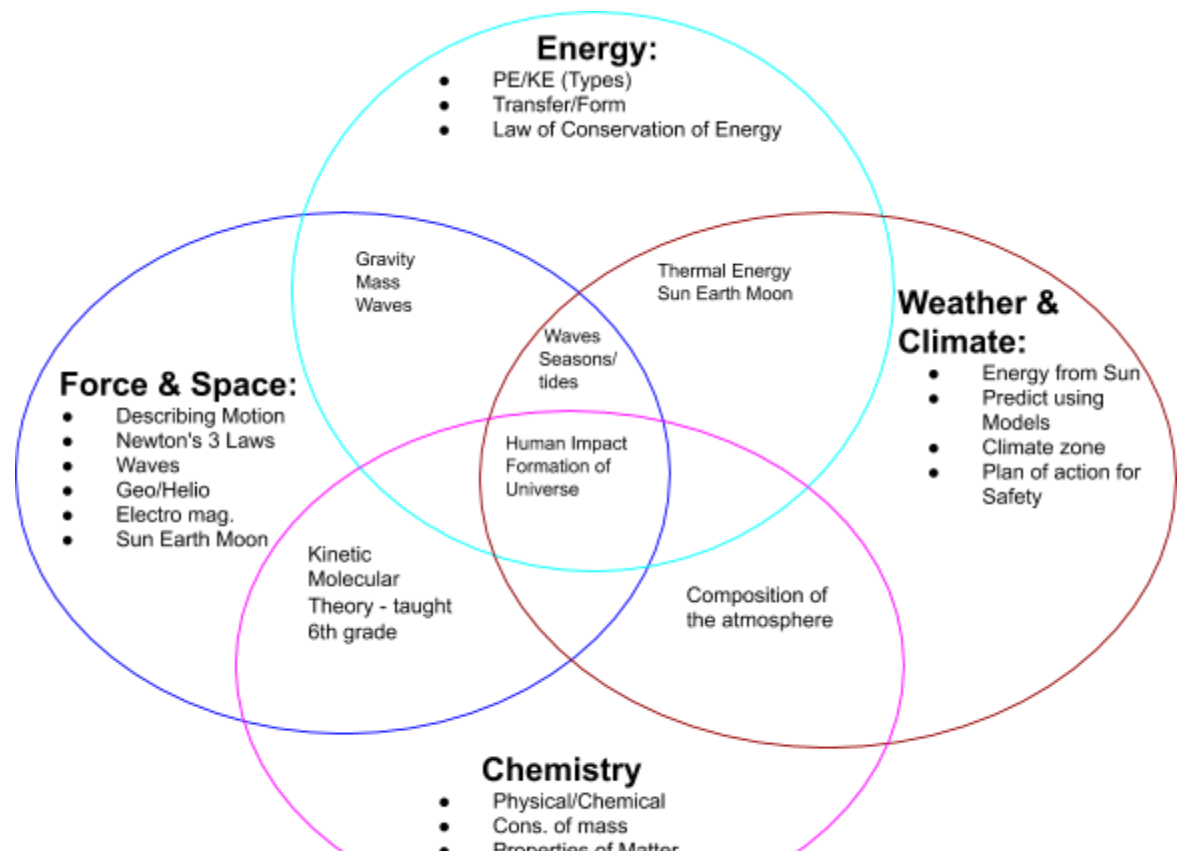 Energy:
● PE/KE (Types)
● Transfer/Form
● Law of Conservation of Energy
Gravity
Mass
Waves
Thermal Energy
Sun Earth Moon
Waves
Seasons/
tides
Weather &
Climate:
● Energy from Sun
● Predict using
Models
● Climate zone
● Plan of action for
Safety
Force & Space:
● Describing Motion
● Newton's 3 Laws
● Waves
● Geo/Helio
● Electro mag.
● Sun Earth Moon
Human Impact
Formation of
Universe
Kinetic
Molecular
Theory - taught
6th grade
Composition of
the atmosphere
Chemistry
● Physical/Chemical
● Cons. of mass
● Properties of Matter